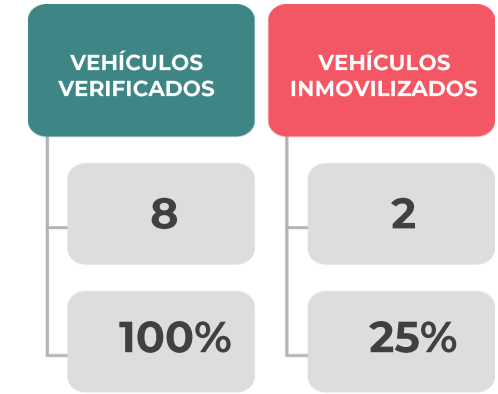 VEHÍCULOS
VERIFICADOS
8
100%
VEHÍCULOS
INMOVILIZADOS
2
25%